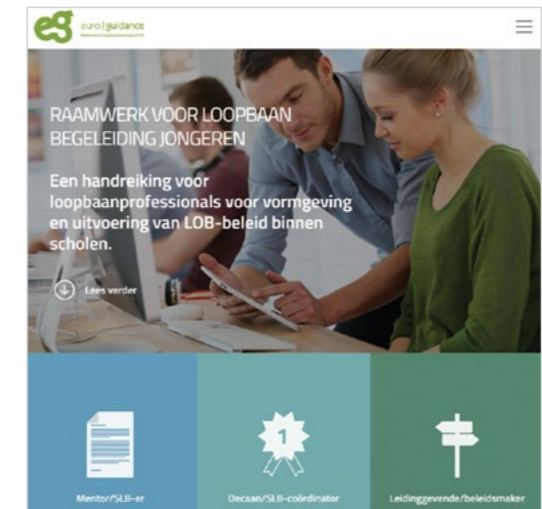 eg euro|guidance
RAAMWERK VOOR LOOPBAAN
BEGELEIDING JONGEREN
Een handreiking voor
loopbaanprofessionals voor vormgeving
en uitvoering van LOB-beleid binnen
scholen.
Lees verder
1
Mentor/SLB-er
Decaan/SLB-coördinator
Leidinggevende/beleidsmaker